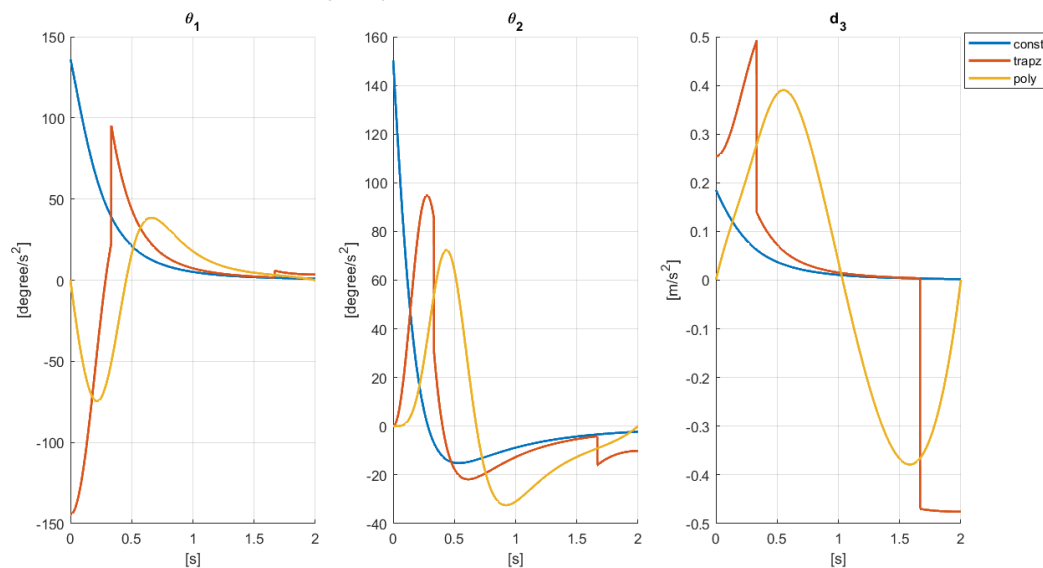 θ1
θ2
d3
150
100
50
0
-50
-100
-150
[degree/s²]
0 0.5 1 1.5 2
[s]
160
140
120
100
80
60
40
20
0
-20
-40
[degree/s²]
0 0.5 1 1.5 2
[s]
0.5
0.4
0.3
0.2
0.1
0
-0.1
-0.2
-0.3
-0.4
-0.5
[m/s²]
0 0.5 1 1.5 2
[s]
const
trapz
poly